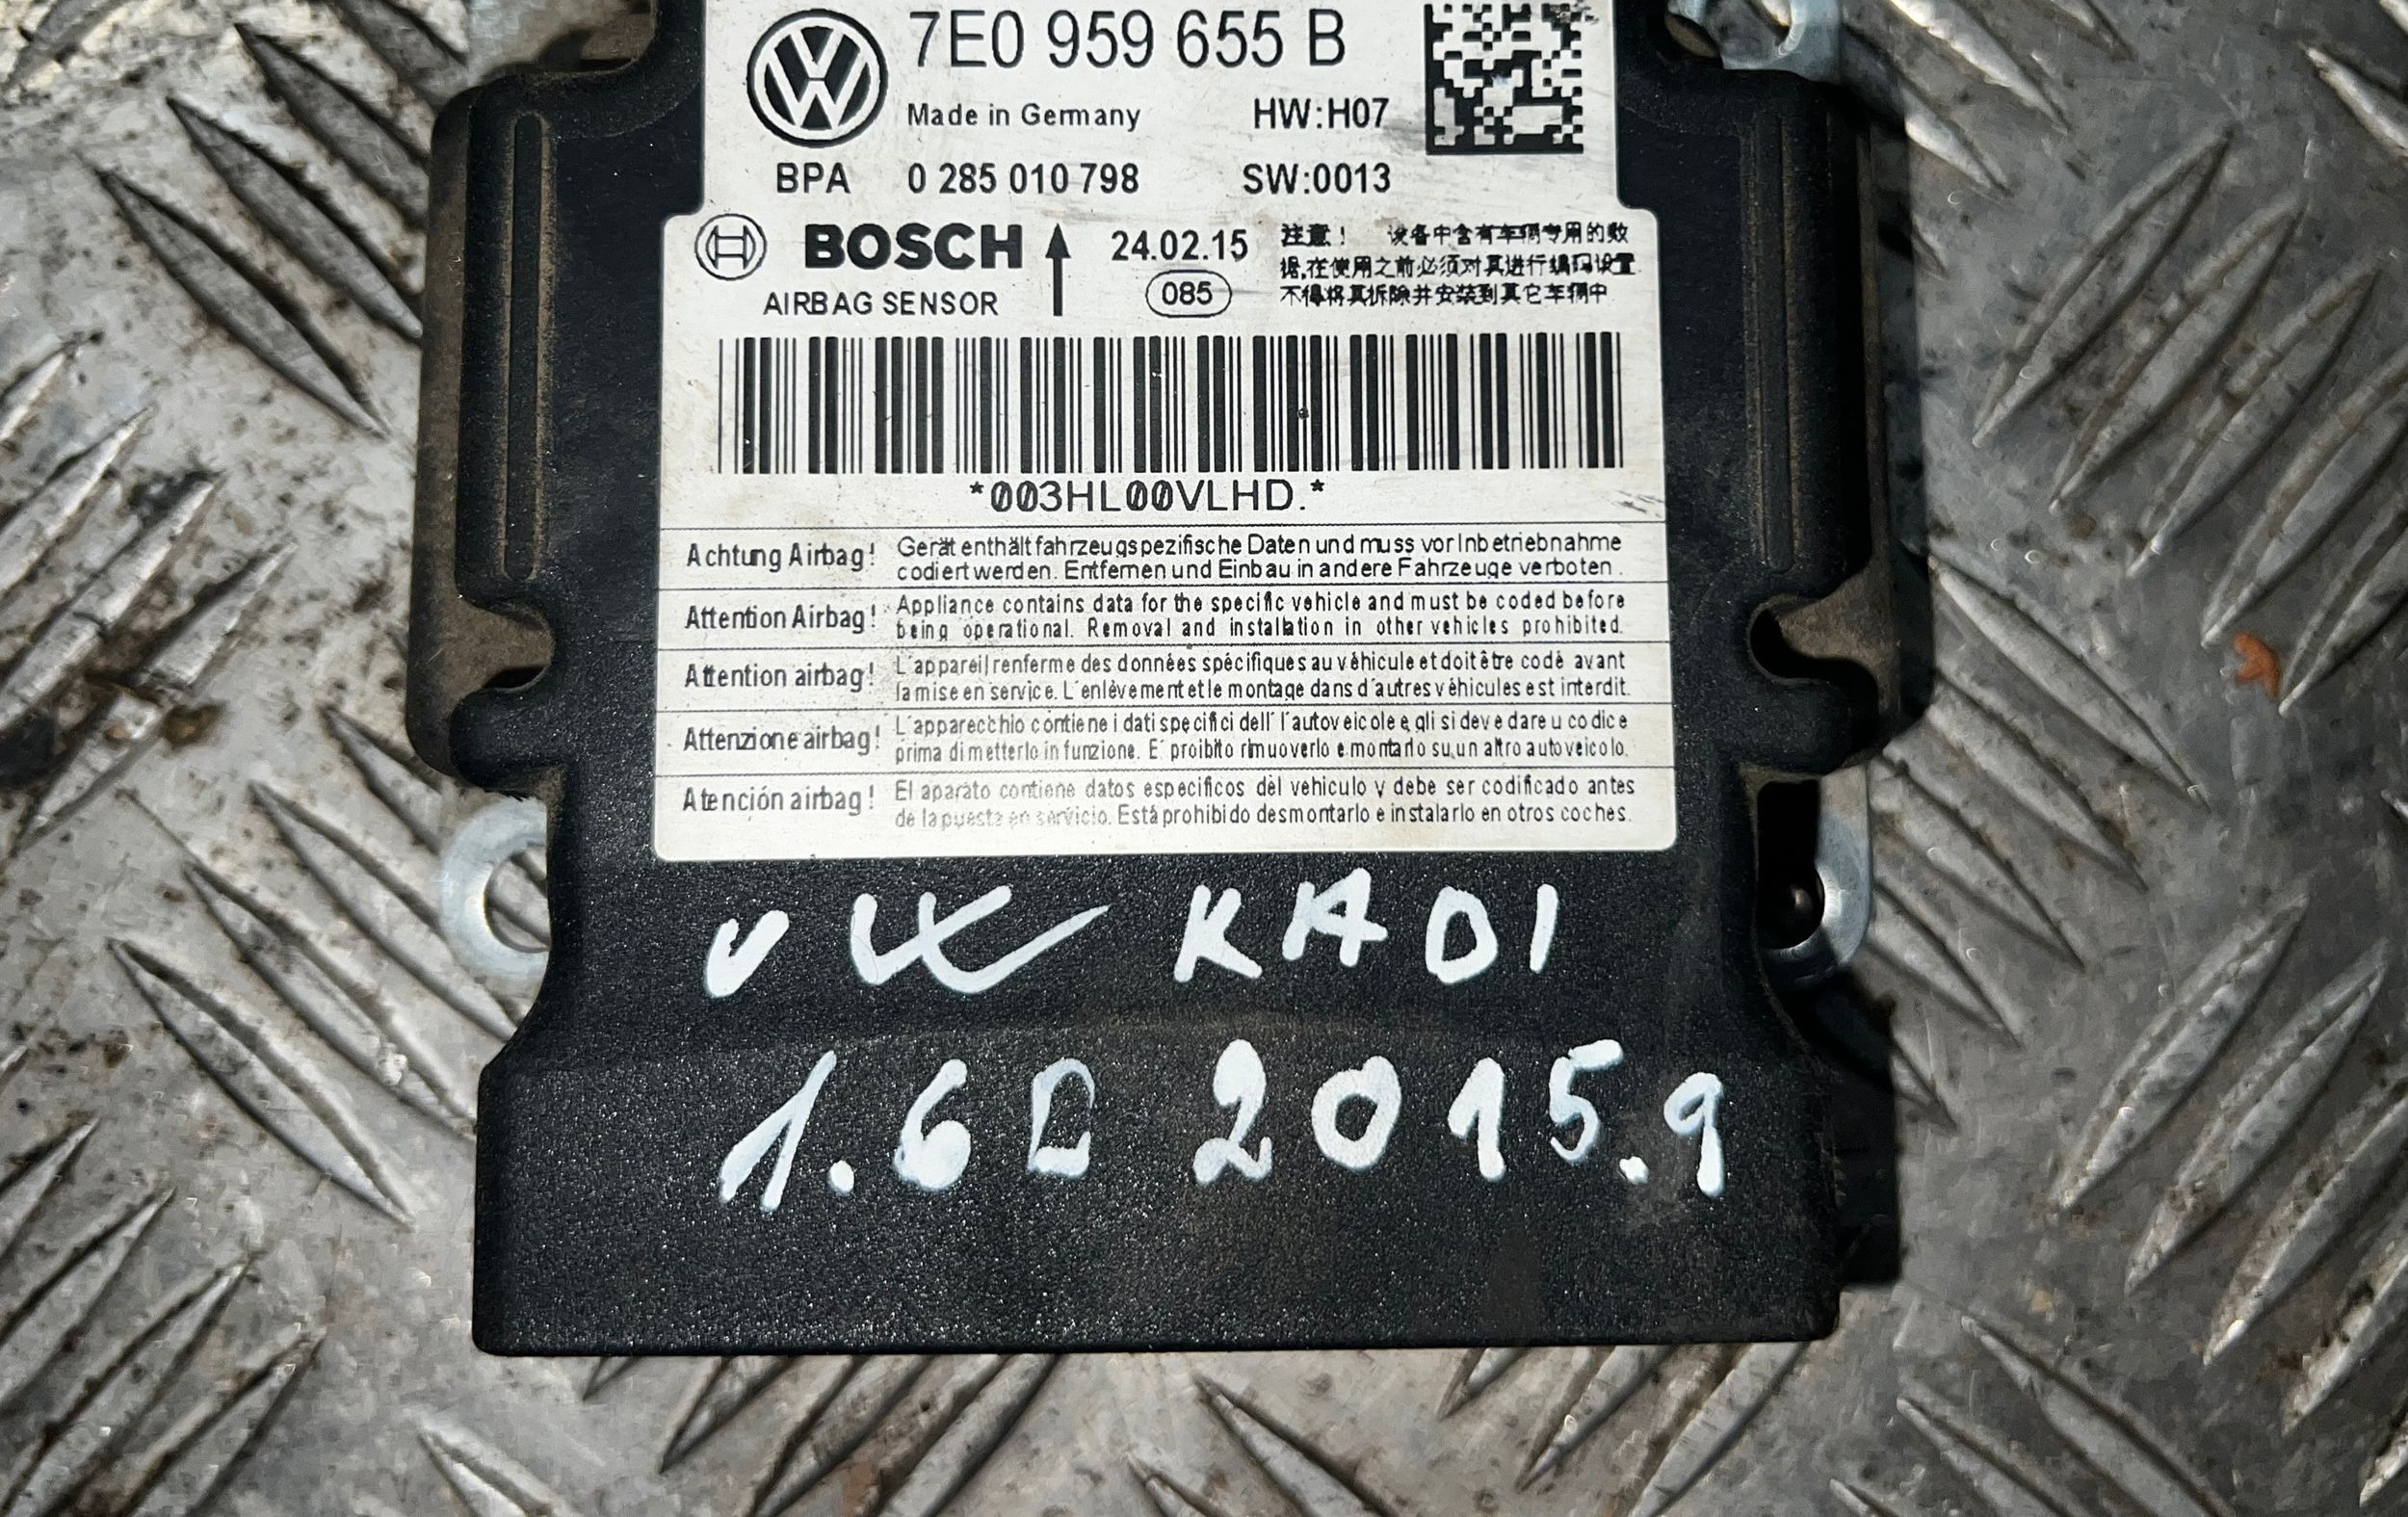 7E0 959 655 B
Made in Germany HW:H07
BPA 0 285 010 798 SW:0013
BOSCH 24.02.15
AIRBAG SENSOR 085
注意! 设备中含有车辆专用的数
据,在使用之前必须对其进行编码设置
不得将其拆除并安装到其它车辆中
*003HL00VLHD.*
Achtung Airbag! Gerät enthält fahrzeugspezifische Daten und muss vor Inbetriebnahme
codiert werden. Entfernen und Einbau in andere Fahrzeuge verboten.
Attention Airbag! Appliance contains data for the specific vehicle and must be coded before
being operational. Removal and installation in other vehicles prohibited.
Attention airbag! L'appareil renferme des données spécifiques au véhicule et doit être codé avant
la mise en service. L'enlèvement et le montage dans d'autres véhicules est interdit.
Attenzione airbag! L'apparecchio contiene i dati specifici dell' l'autoveicole e gli si deve dare u codice
prima di metterlo in funzione. E' proibito rimuoverlo e montarlo su un altro autoveicolo.
Atención airbag! El aparato contiene datos especificos del vehiculo y debe ser codificado antes
de la puesta en servicio. Está prohibido desmontarlo e instalarlo en otros coches.
KADI
1.6D 2015.9